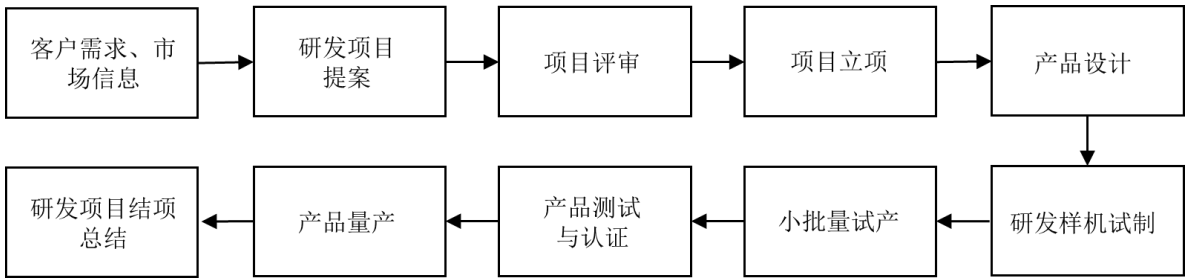 客户需求、市
场信息
研发项目
提案
项目评审
项目立项
产品设计
研发样机试制
小批量试产
产品测试
与认证
产品量产
研发项目结项
总结